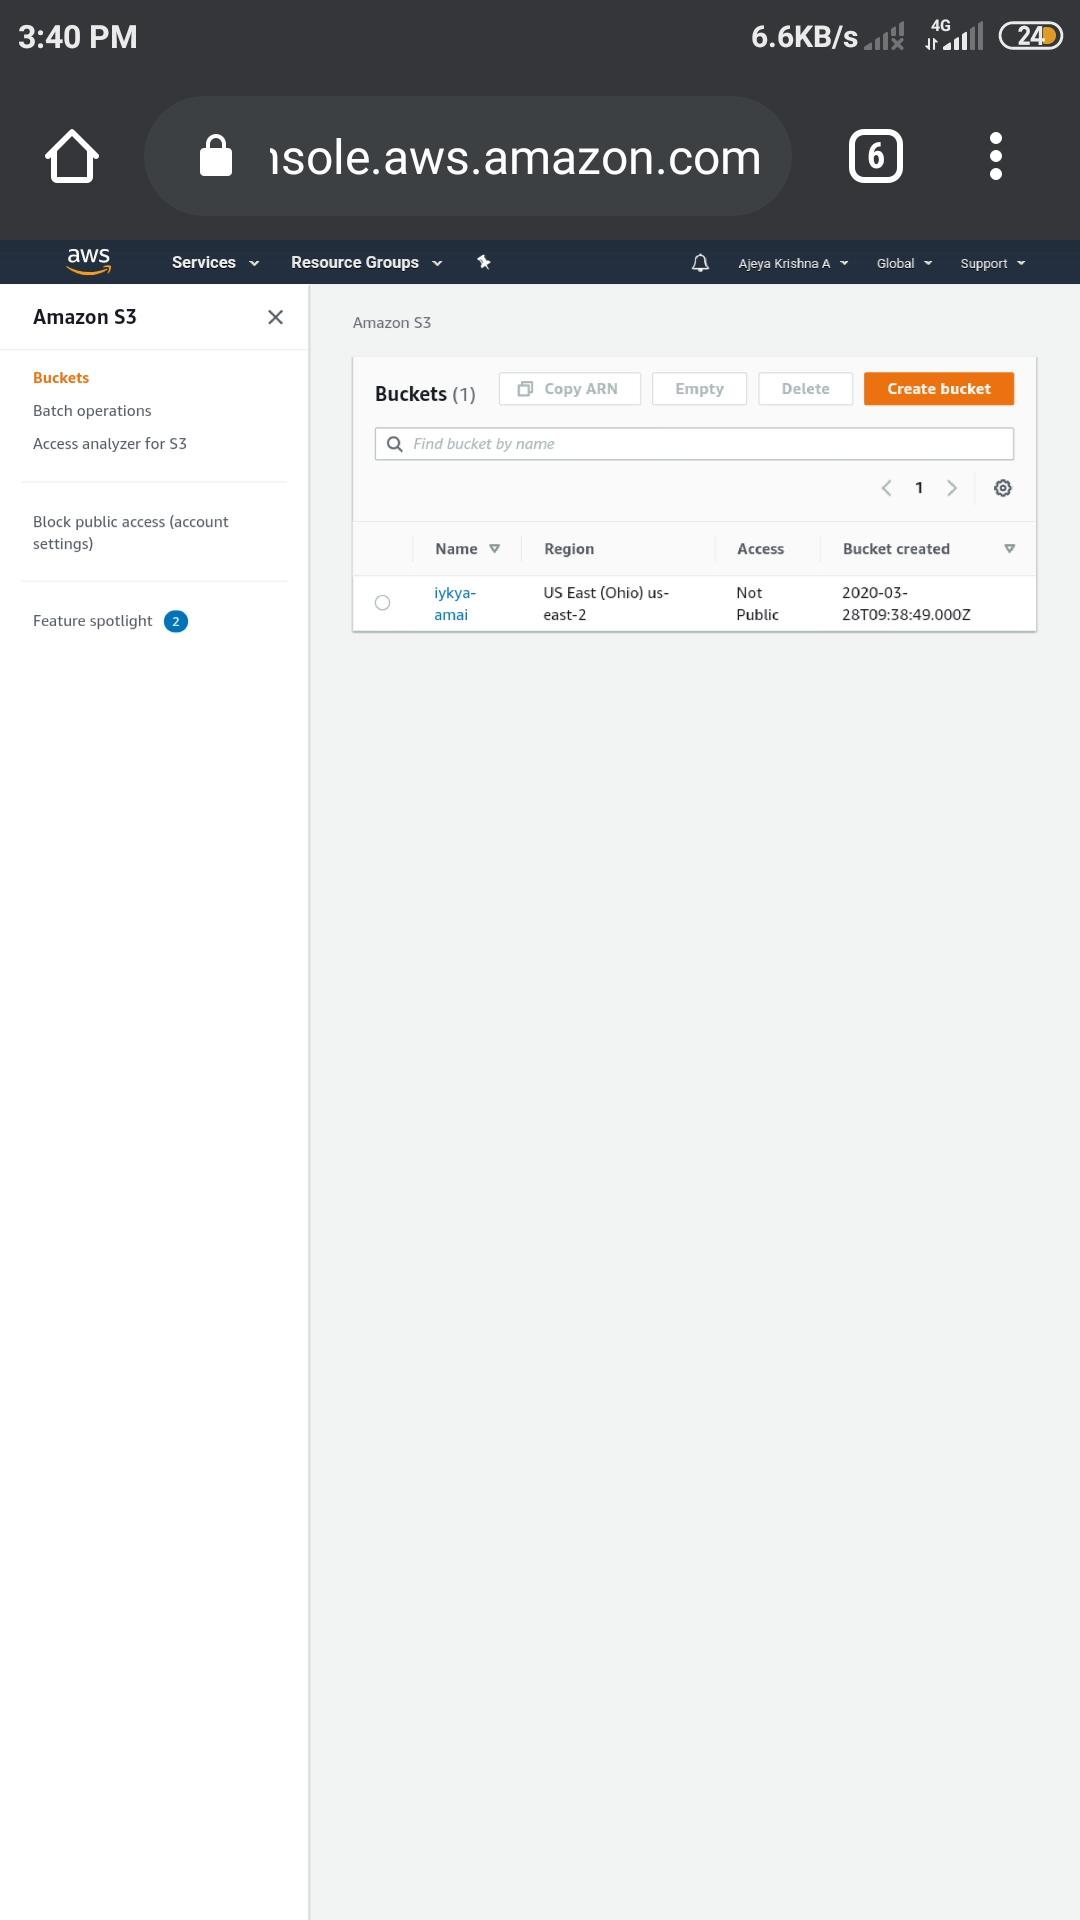 3:40 PM 6.6KB/s 4G 24
nsole.aws.amazon.com 6
aws Services Resource Groups Ajeya Krishna A Global Support
Amazon S3
Buckets
Batch operations
Access analyzer for S3
Block public access (account
settings)
Feature spotlight 2
Amazon S3
Buckets (1) Copy ARN Empty Delete Create bucket
Find bucket by name
1
Name Region Access Bucket created
iykya- US East (Ohio) us- Not 2020-03-
amai east-2 Public 28T09:38:49.000Z